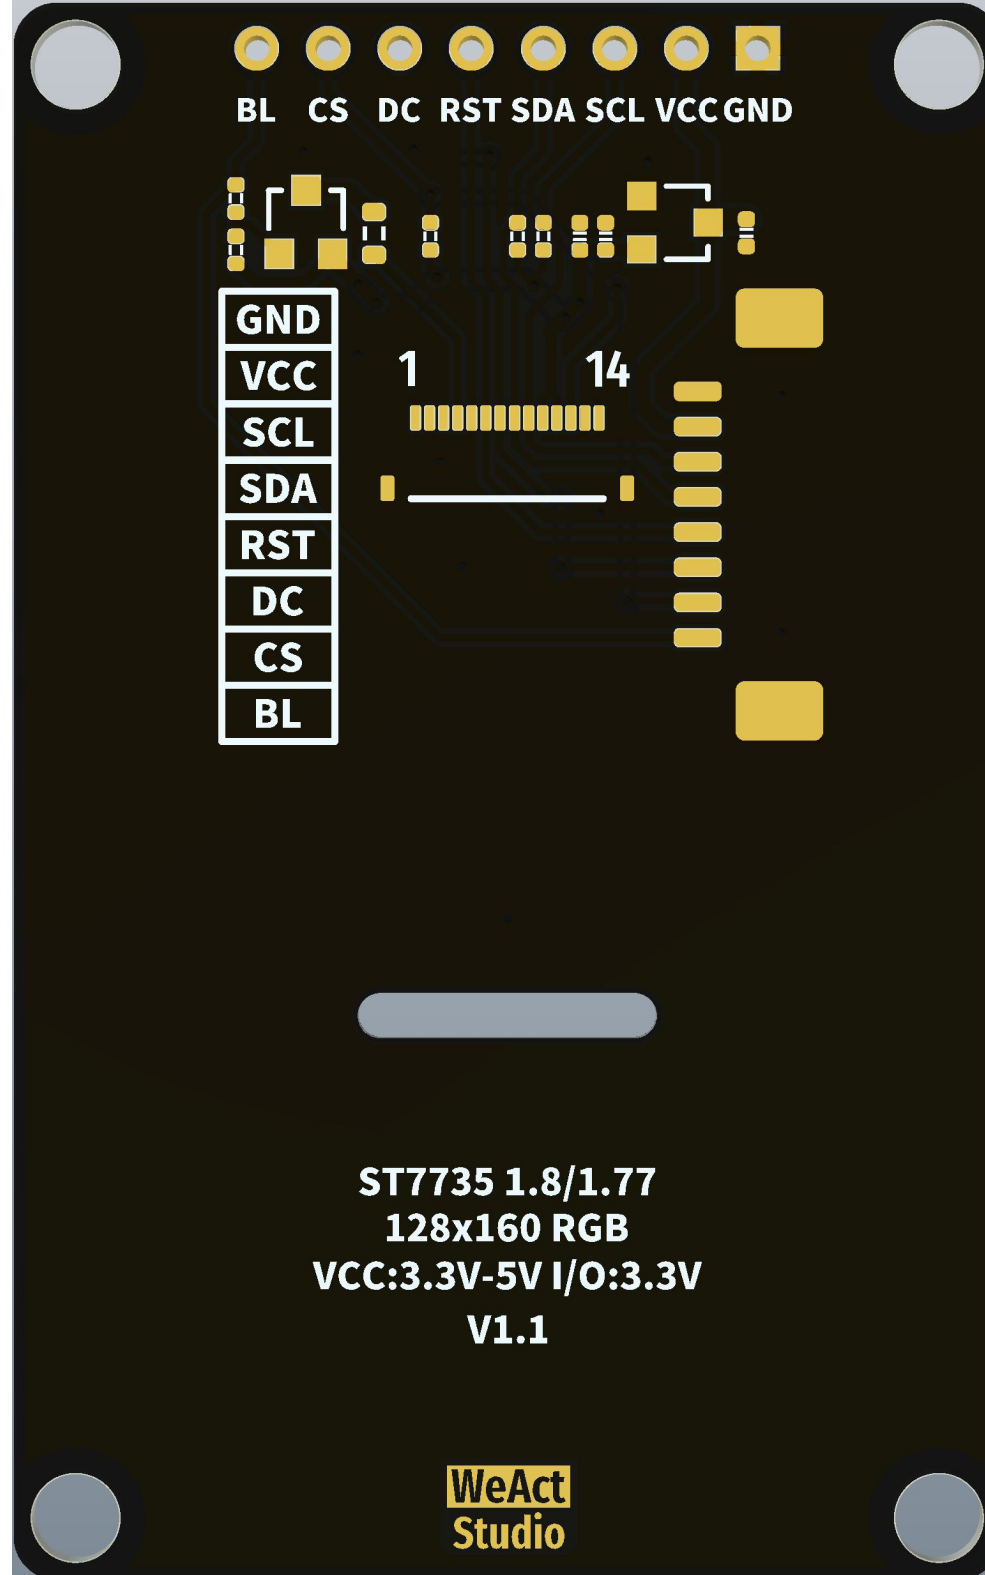 BL CS DC RST SDA SCL VCC GND
GND
VCC
SCL
SDA
RST
DC
CS
BL
1 14
ST7735 1.8/1.77
128x160 RGB
VCC:3.3V-5V I/O:3.3V
V1.1
WeAct
Studio